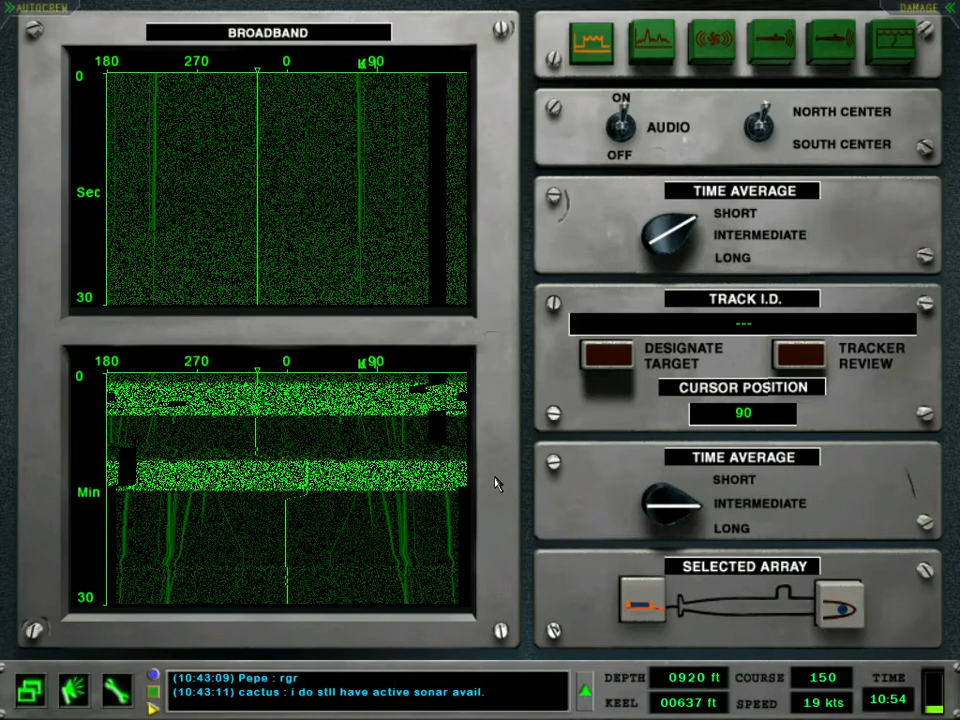 AUTOCREW
DAMAGE
BROADBAND
180 270 0 90
0
Sec
30
180 270 0 90
0
Min
30
ON
AUDIO
OFF
NORTH CENTER
SOUTH CENTER
TIME AVERAGE
SHORT
INTERMEDIATE
LONG
TRACK I.D.
---
DESIGNATE TARGET
TRACKER REVIEW
CURSOR POSITION
90
TIME AVERAGE
SHORT
INTERMEDIATE
LONG
SELECTED ARRAY
(10:43:09) Pepe : rgr
(10:43:11) cactus : i do stll have active sonar avail.
DEPTH 0920 ft COURSE 150 TIME
KEEL 00637 ft SPEED 19 kts 10:54